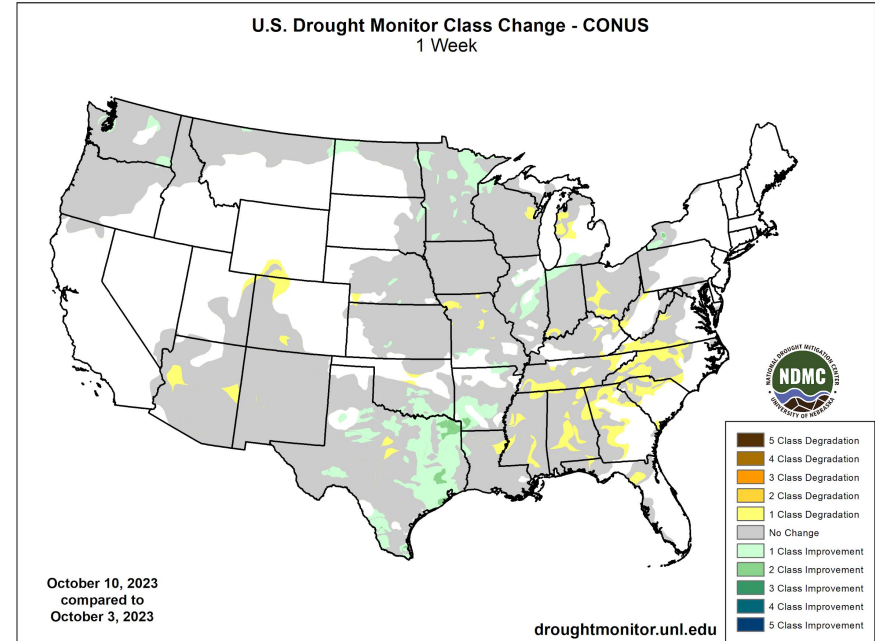 U.S. Drought Monitor Class Change - CONUS
1 Week
NATIONAL DROUGHT MITIGATION CENTER
NDMC
UNIVERSITY OF NEBRASKA
5 Class Degradation
4 Class Degradation
3 Class Degradation
2 Class Degradation
1 Class Degradation
No Change
1 Class Improvement
2 Class Improvement
3 Class Improvement
4 Class Improvement
5 Class Improvement
October 10, 2023
compared to
October 3, 2023
droughtmonitor.unl.edu